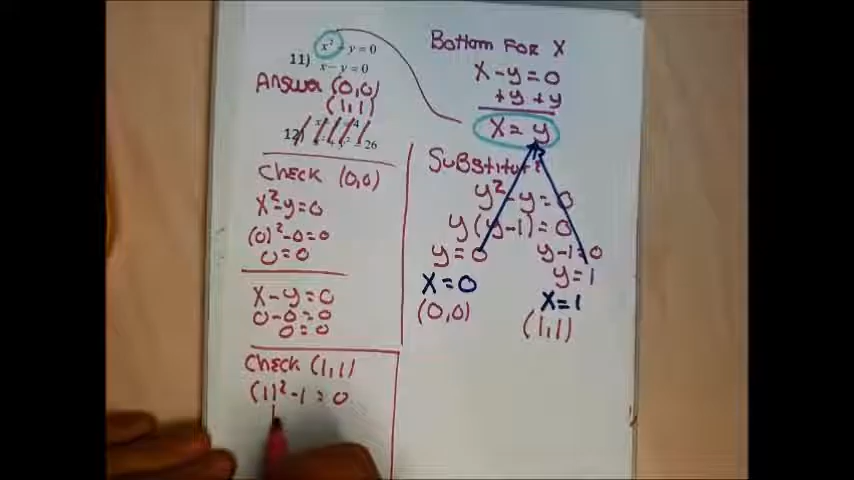 11) x² - y = 0
x - y = 0
Answer (0,0)
(1,1)
12)
26
Check (0,0)
x²-y=0
(0)²-0=0
0=0
x-y=0
0-0=0
0=0
Check (1,1)
(1)²-1=0
Bottom For X
X-y=0
+y +y
X=y
Substitut
y²-y=0
y(y-1)=0
y=0
y-1=0
y=1
X=0
X=1
(0,0)
(1,1)